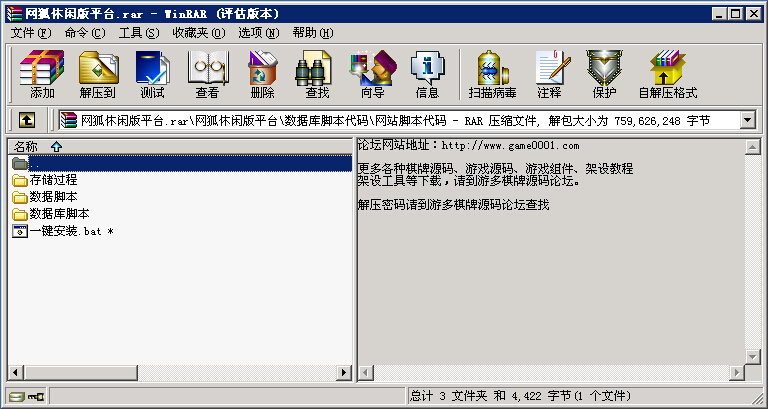 网狐休闲版平台.rar - WinRAR (评估版本)
文件(F) 命令(C) 工具(S) 收藏夹(O) 选项(N) 帮助(H)
添加 解压到 测试 查看 删除 查找 向导 信息 扫描病毒 注释 保护 自解压格式
网狐休闲版平台.rar\网狐休闲版平台\数据库脚本代码\网站脚本代码 - RAR 压缩文件, 解包大小为 759,626,248 字节
名称
..
存储过程
数据脚本
数据库脚本
一键安装.bat *
论坛网站地址：http://www.game0001.com
更多各种棋牌源码、游戏源码、游戏组件、架设教程
架设工具等下载，请到游多棋牌源码论坛。
解压密码请到游多棋牌源码论坛查找
总计 3 文件夹 和 4,422 字节(1 个文件)